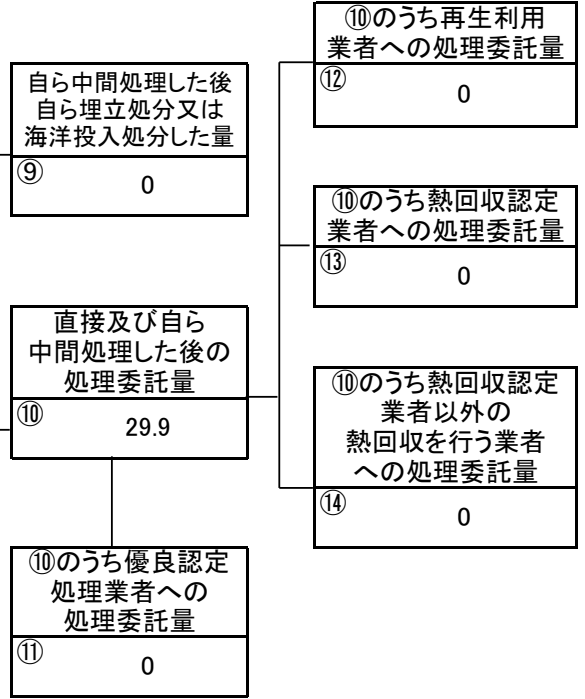 自ら中間処理した後
自ら埋立処分又は
海洋投入処分した量
⑨
0
直接及び自ら
中間処理した後の
処理委託量
⑩
29.9
⑩のうち優良認定
処理業者への
処理委託量
⑪
0
⑩のうち再生利用
業者への処理委託量
⑫
0
⑩のうち熱回収認定
業者への処理委託量
⑬
0
⑩のうち熱回収認定
業者以外の
熱回収を行う業者
への処理委託量
⑭
0